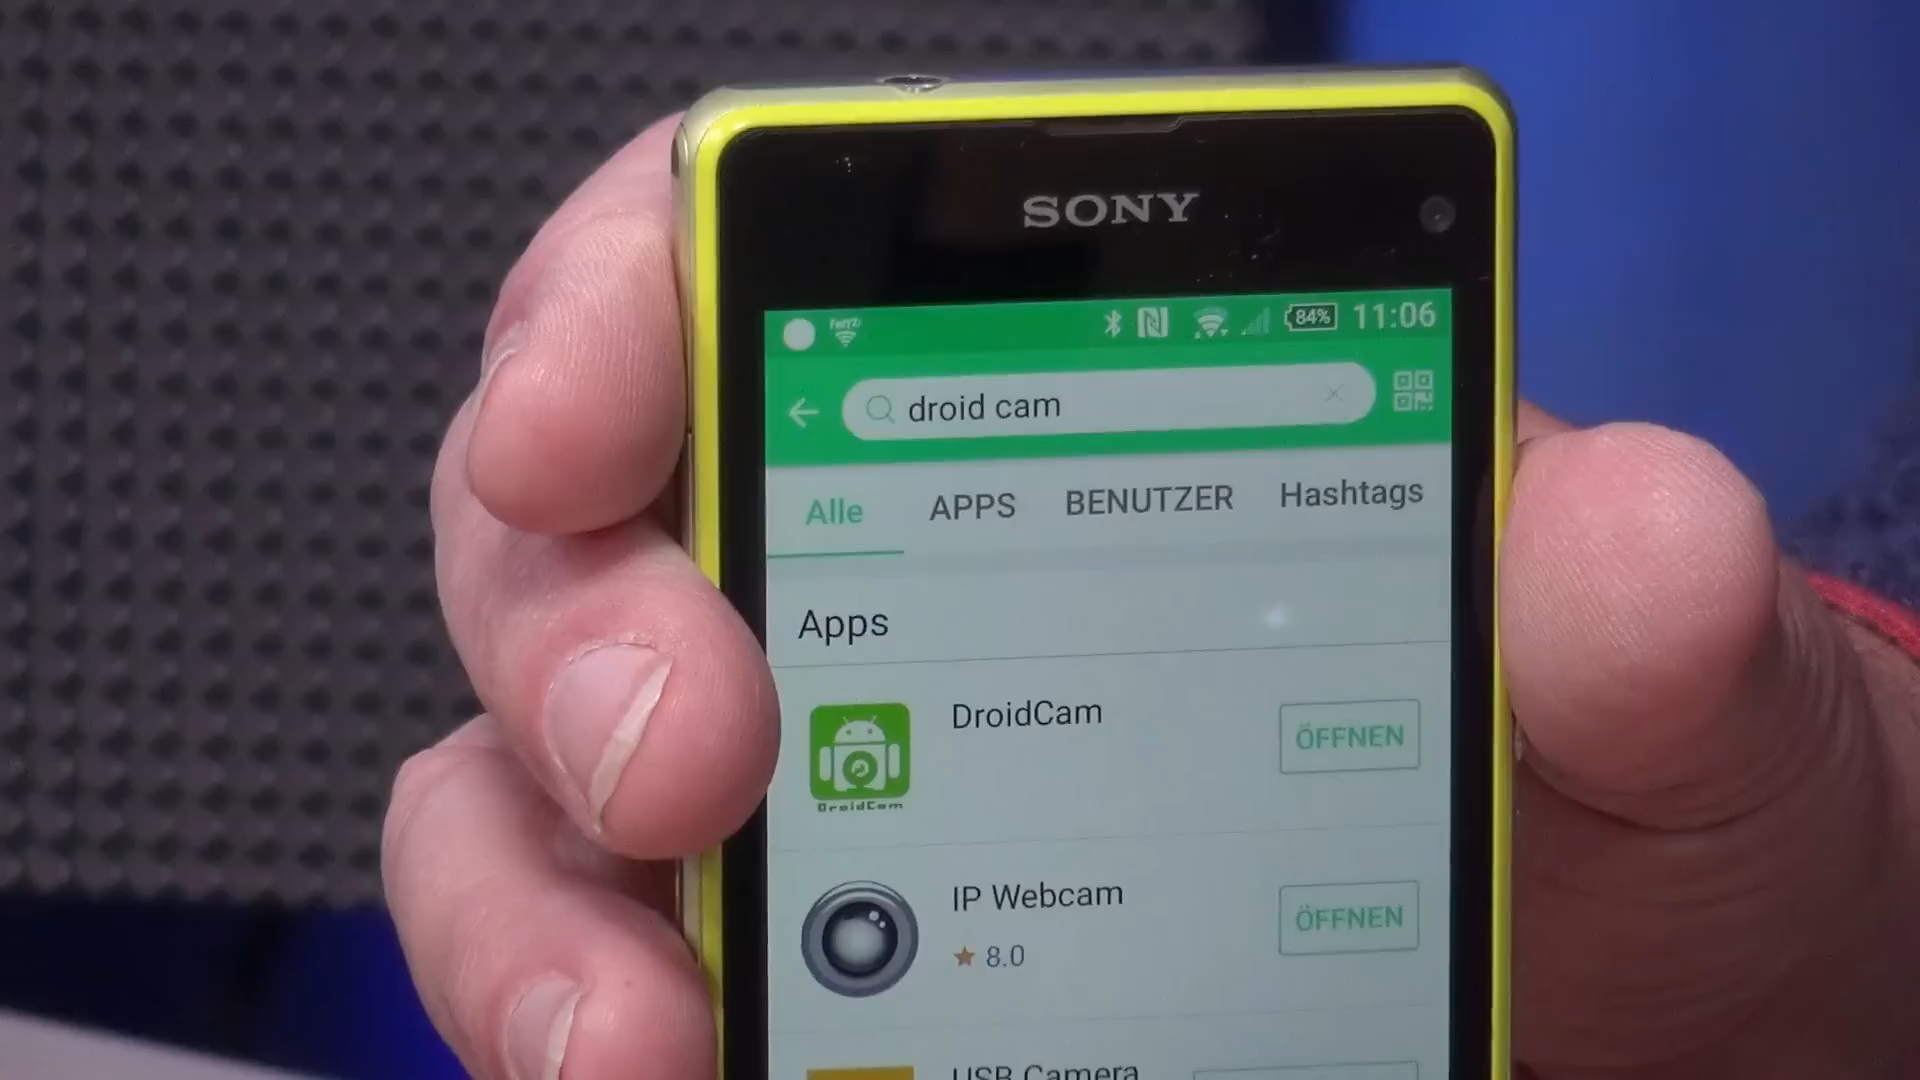 SONY
FRITZ!
84% 11:06
droid cam
Alle APPS BENUTZER Hashtags
Apps
DroidCam
ÖFFNEN
DroidCam
IP Webcam
8.0
ÖFFNEN
USB Camera